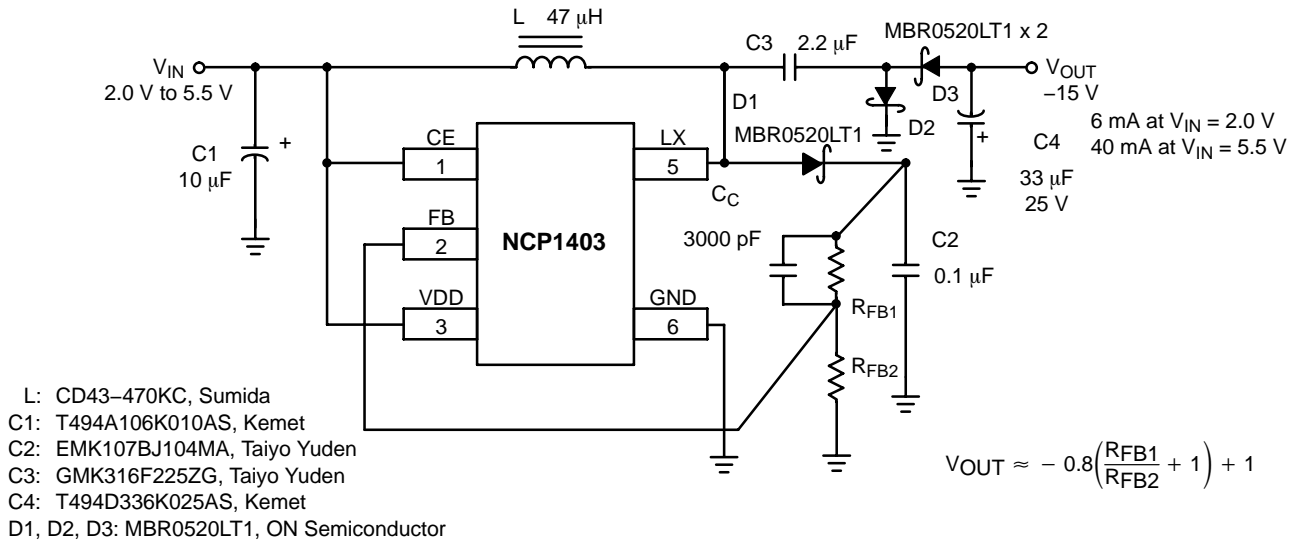 L 47 μH
C3
2.2 μF
MBR0520LT1 x 2
VIN
2.0 V to 5.5 V
VOUT
−15 V
D1
D3
D2
6 mA at VIN = 2.0 V
40 mA at VIN = 5.5 V
C1
10 μF
+
CE
1
LX
5
MBR0520LT1
+
C4
33 μF
25 V
CC
FB
2
NCP1403
3000 pF
C2
0.1 μF
VDD
3
GND
6
RFB1
RFB2
L: CD43−470KC, Sumida
C1: T494A106K010AS, Kemet
C2: EMK107BJ104MA, Taiyo Yuden
C3: GMK316F225ZG, Taiyo Yuden
C4: T494D336K025AS, Kemet
D1, D2, D3: MBR0520LT1, ON Semiconductor
VOUT ≈ − 0.8(RFB1/RFB2 + 1) + 1